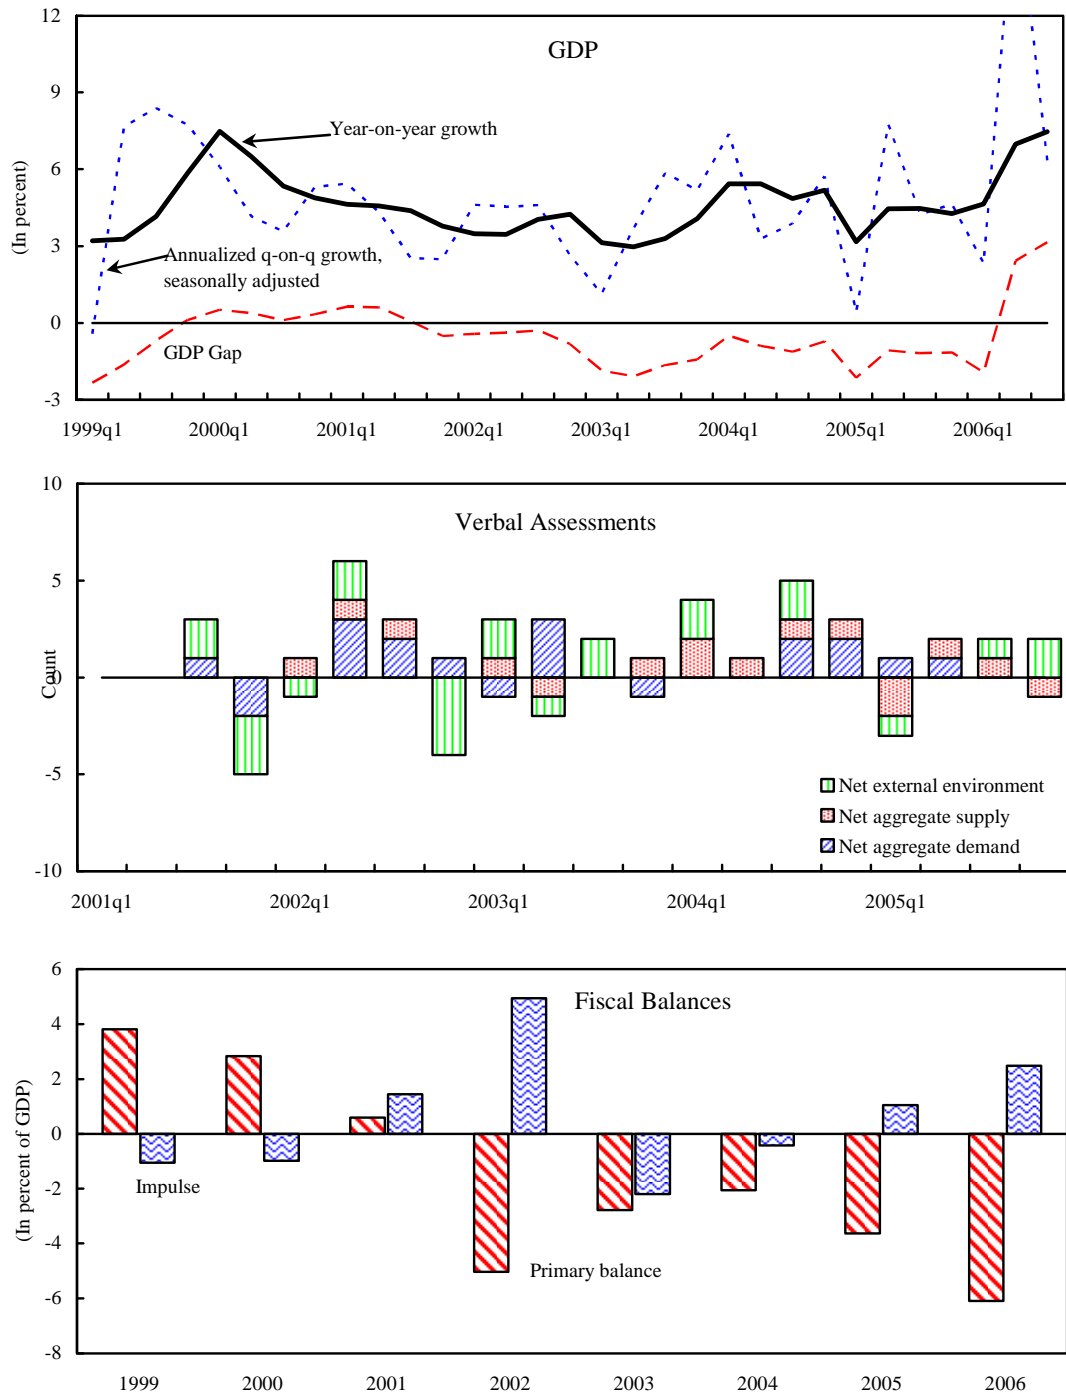 GDP
(In percent)
12
9
6
3
0
-3
Year-on-year growth
Annualized q-on-q growth,
seasonally adjusted
GDP Gap
1999q1 2000q1 2001q1 2002q1 2003q1 2004q1 2005q1 2006q1
Verbal Assessments
Count
10
5
0
-5
-10
Net external environment
Net aggregate supply
Net aggregate demand
2001q1 2002q1 2003q1 2004q1 2005q1
Fiscal Balances
(In percent of GDP)
6
4
2
0
-2
-4
-6
-8
Impulse
Primary balance
1999 2000 2001 2002 2003 2004 2005 2006